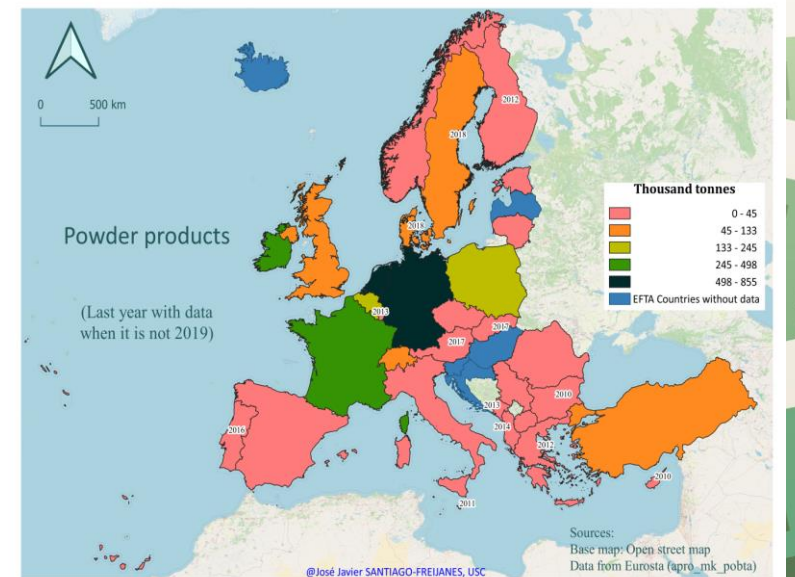 0 500 km
2012
2018
Thousand tonnes
0 - 45
45 - 133
133 - 245
245 - 498
498 - 855
EFTA Countries without data
Powder products
2018
(Last year with data
when it is not 2019)
2013
2017
2017
2010
2013
2016
2014
2012
2010
2011
Sources:
Base map: Open street map
Data from Eurosta (apro_mk_pobta)
@José Javier SANTIAGO-FREIJANES, USC